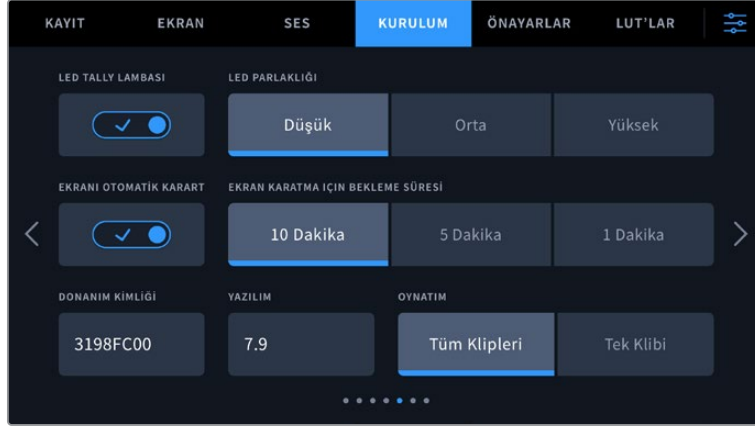 KAYIT EKRAN SES KURULUM ÖNAYARLAR LUT'LAR
LED TALLY LAMBASI LED PARLAKLIĞI
Düşük Orta Yüksek
EKRANI OTOMATİK KARART EKRAN KARATMA IÇIN BEKLEME SÜRESİ
10 Dakika 5 Dakika 1 Dakika
DONANIM KİMLİĞİ YAZILIM OYNATIM
3198FC00 7.9 Tüm Klipleri Tek Klibi